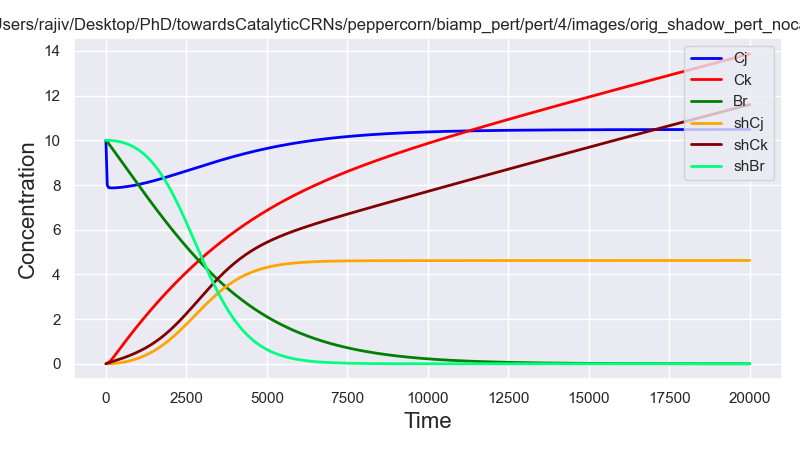 /Users/rajiv/Desktop/PhD/towardsCatalyticCRNs/peppercorn/biamp_pert/pert/4/images/orig_shadow_pert_noca
14
12
10
8
6
4
2
0
Concentration
Cj
Ck
Br
shCj
shCk
shBr
0 2500 5000 7500 10000 12500 15000 17500 20000
Time